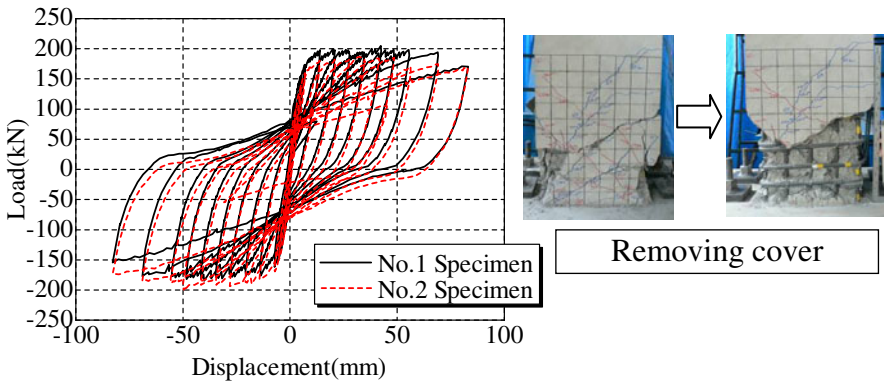 250
200
150
100
50
0
-50
-100
-150
-200
-250
Load(kN)
-100 -50 0 50 100
Displacement(mm)
No.1 Specimen
No.2 Specimen
Removing cover